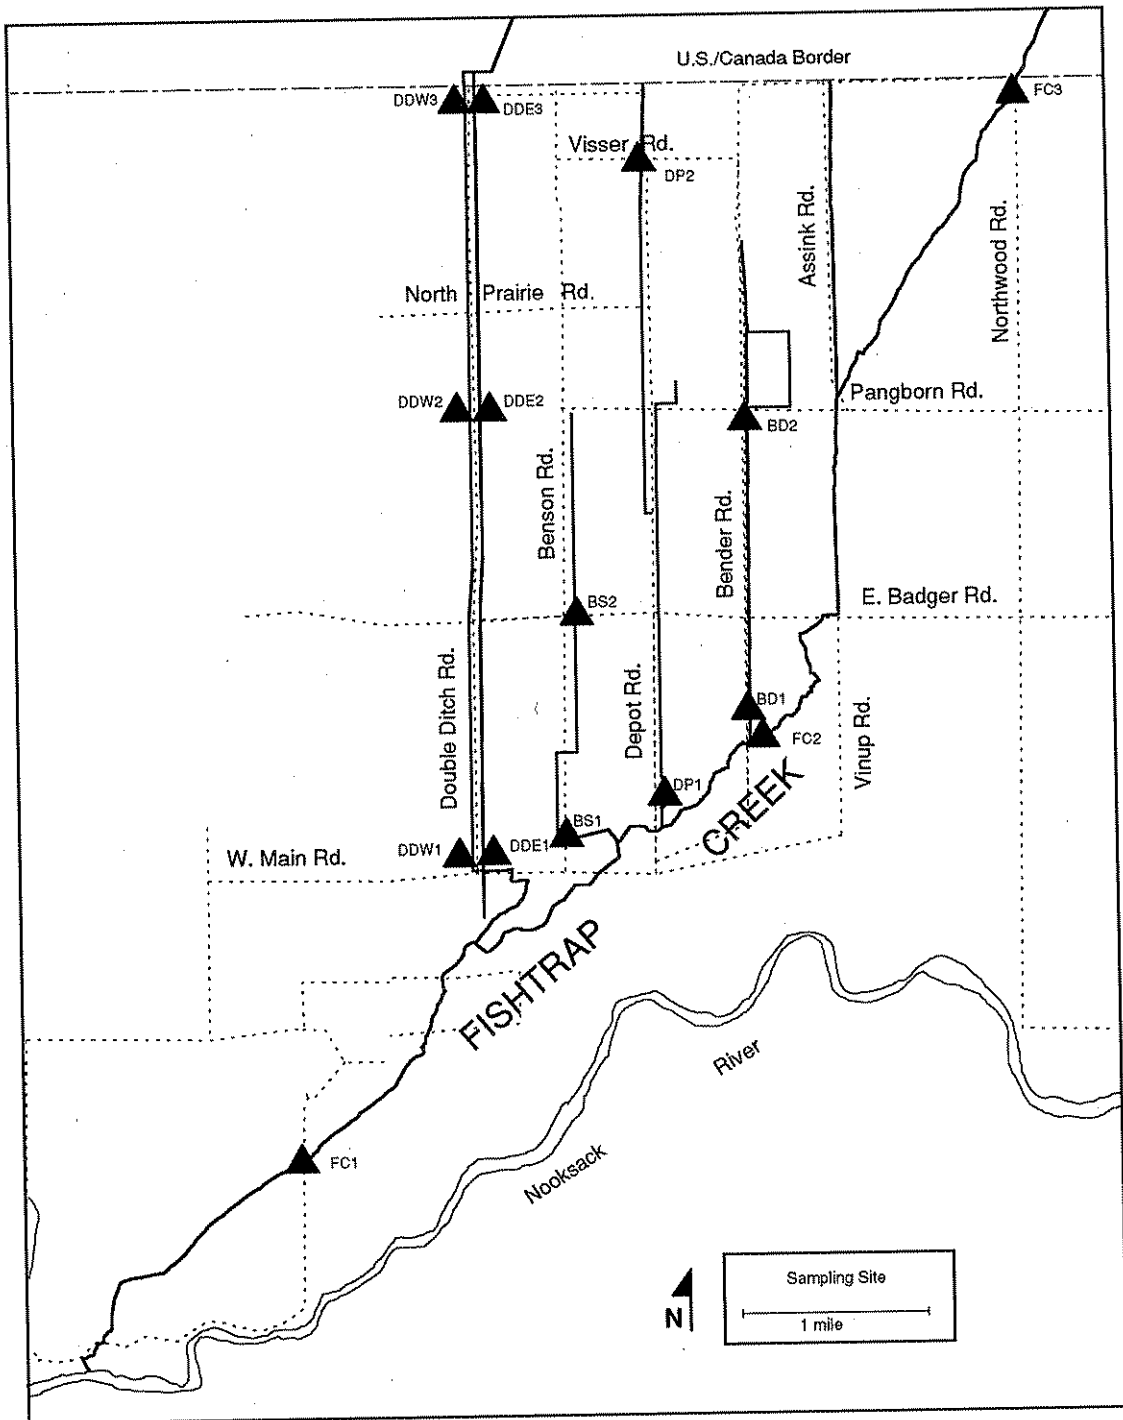 U.S./Canada Border
DDW3
DDE3
FC3
Visser Rd.
DP2
Assink Rd.
Northwood Rd.
North Prairie Rd.
Pangborn Rd.
DDW2
DDE2
BD2
Benson Rd.
Bender Rd.
BS2
E. Badger Rd.
Double Ditch Rd.
Depot Rd.
BD1
FC2
Vinup Rd.
DP1
BS1
DDW1
DDE1
W. Main Rd.
FISHTRAP CREEK
Nooksack River
FC1
N
Sampling Site
1 mile